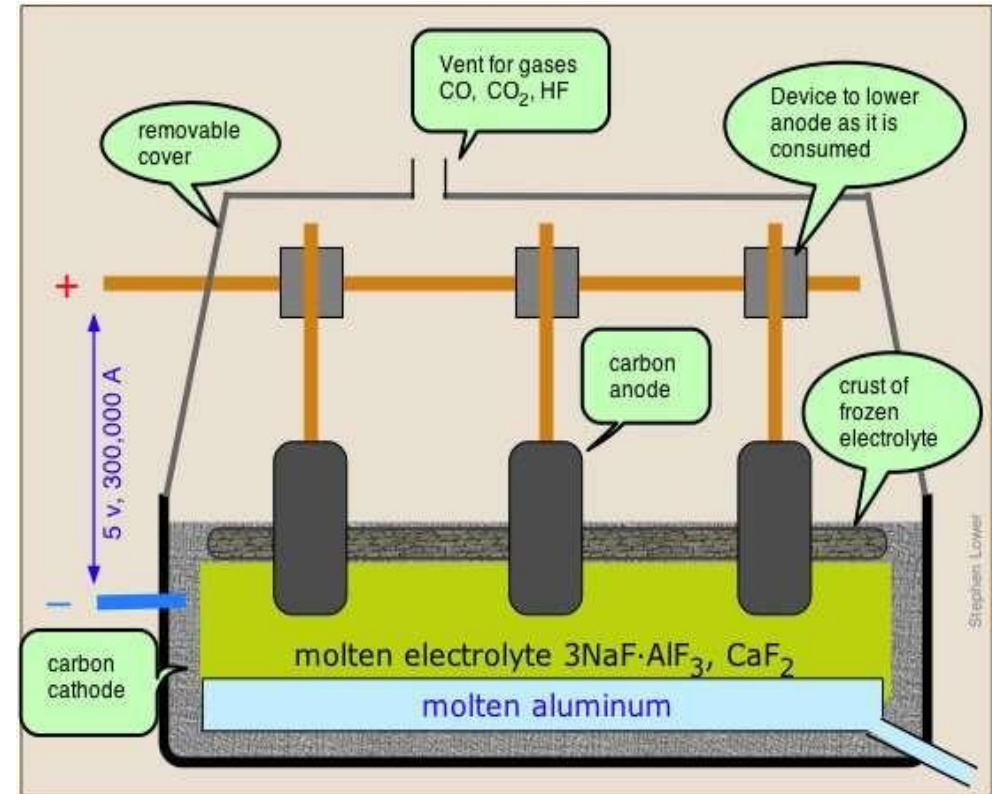 Vent for gases
CO, CO₂, HF
Device to lower
anode as it is
consumed
removable
cover
+
carbon
anode
crust of
frozen
electrolyte
5 v, 300,000 A
–
carbon
cathode
molten electrolyte 3NaF·AlF₃, CaF₂
molten aluminum
Stephen Lower